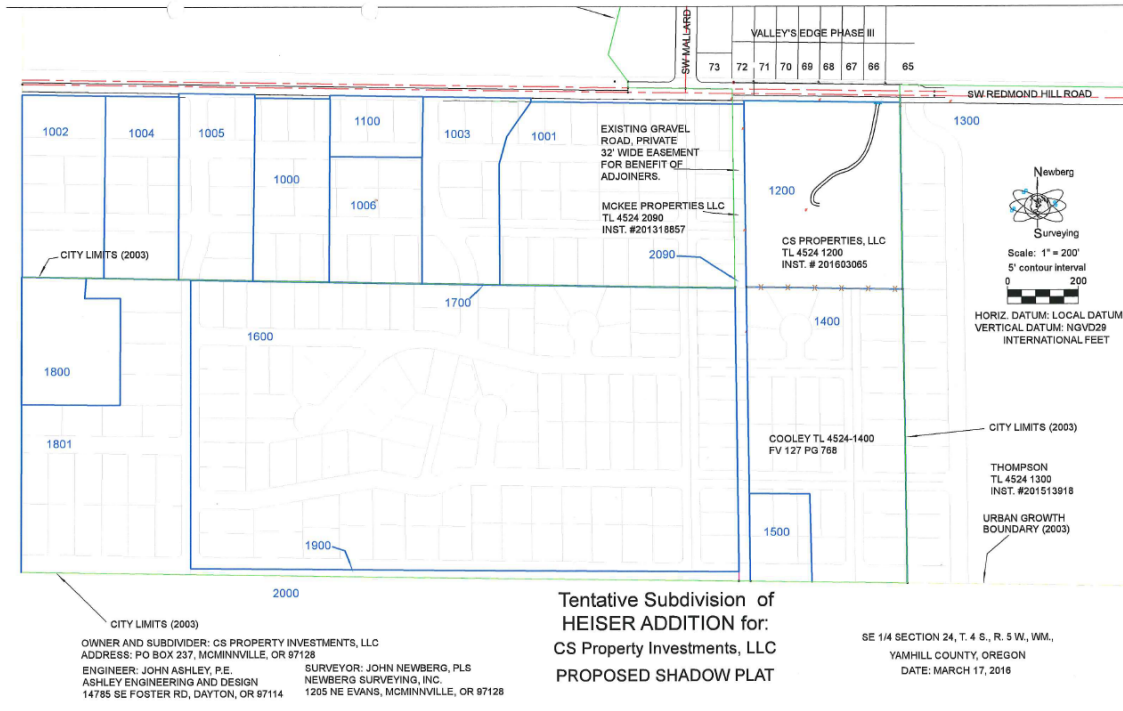 SW MALLARD
VALLEY'S EDGE PHASE III
73 72 71 70 69 68 67 66 65
SW REDMOND HILL ROAD
1002
1004
1005
1100
1003
1001
1000
1006
EXISTING GRAVEL
ROAD, PRIVATE
32' WIDE EASEMENT
FOR BENEFIT OF
ADJOINERS.
MCKEE PROPERTIES LLC
TL 4524 2090
INST. #201318857
2090
1200
CS PROPERTIES, LLC
TL 4524 1200
INST. # 201603065
1300
Newberg
Surveying
Scale: 1" = 200'
5' contour interval
0 200
HORIZ. DATUM: LOCAL DATUM
VERTICAL DATUM: NGVD29
INTERNATIONAL FEET
CITY LIMITS (2003)
1700
1600
1400
1800
1801
COOLEY TL 4524-1400
FV 127 PG 768
CITY LIMITS (2003)
THOMPSON
TL 4524 1300
INST. #201513918
URBAN GROWTH
BOUNDARY (2003)
1500
1900
2000
CITY LIMITS (2003)
OWNER AND SUBDIVIDER: CS PROPERTY INVESTMENTS, LLC
ADDRESS: PO BOX 237, MCMINNVILLE, OR 97128
ENGINEER: JOHN ASHLEY, P.E.
ASHLEY ENGINEERING AND DESIGN
14785 SE FOSTER RD, DAYTON, OR 97114
SURVEYOR: JOHN NEWBERG, PLS
NEWBERG SURVEYING, INC.
1205 NE EVANS, MCMINNVILLE, OR 97128
Tentative Subdivision of
HEISER ADDITION for:
CS Property Investments, LLC
PROPOSED SHADOW PLAT
SE 1/4 SECTION 24, T. 4 S., R. 5 W., WM.,
YAMHILL COUNTY, OREGON
DATE: MARCH 17, 2016